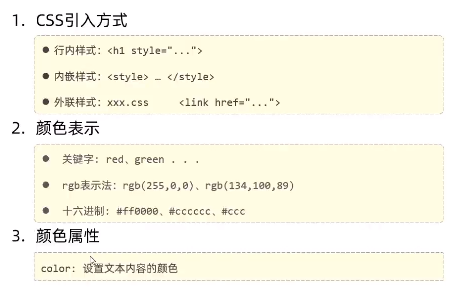 1. CSS引入方式
● 行内样式：<h1 style="...">
● 内嵌样式：<style> … </style>
● 外联样式：xxx.css <link href="...">
2. 颜色表示
● 关键字：red、green . . .
● rgb表示法：rgb(255,0,0)、rgb(134,100,89)
● 十六进制：#ff0000、#cccccc、#ccc
3. 颜色属性
color: 设置文本内容的颜色